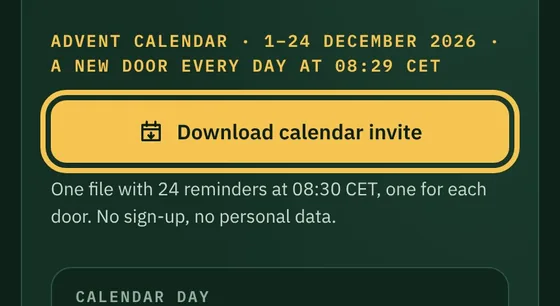 ADVENT CALENDAR · 1–24 DECEMBER 2026 ·
A NEW DOOR EVERY DAY AT 08:29 CET
Download calendar invite
One file with 24 reminders at 08:30 CET, one for each
door. No sign-up, no personal data.
CALENDAR DAY